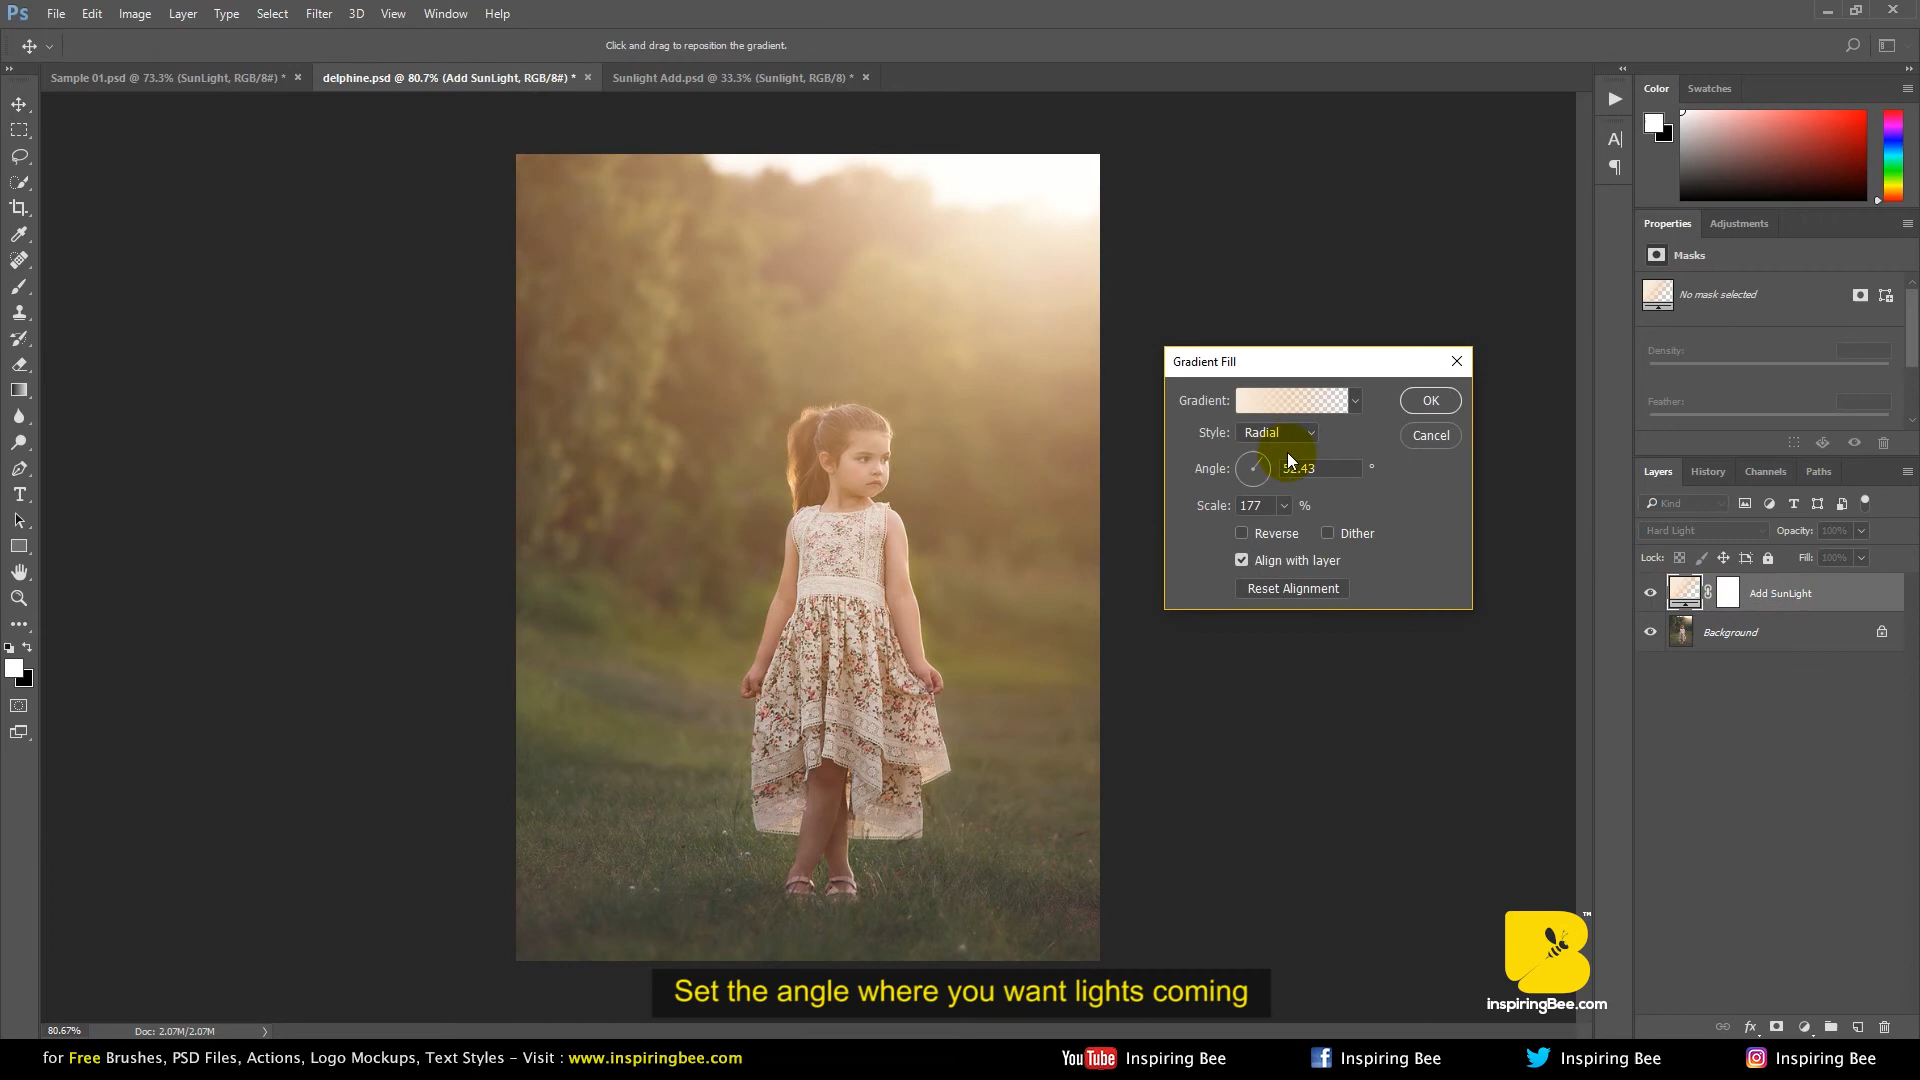 Ps File Edit Image Layer Type Select Filter 3D View Window Help
Click and drag to reposition the gradient.
Sample 01.psd @ 73.3% (SunLight, RGB/8#) * ×
delphine.psd @ 80.7% (Add SunLight, RGB/8#) * ×
Sunlight Add.psd @ 33.3% (Sunlight, RGB/8) * ×
Color Swatches
Properties Adjustments
Masks
No mask selected
Density:
Feather:
Gradient Fill
Gradient: OK
Style: Radial Cancel
Angle: 52.43 °
Scale: 177 %
Reverse Dither
Align with layer
Reset Alignment
Layers History Channels Paths
Kind
Hard Light Opacity: 100%
Lock: Fill: 100%
Add SunLight
Background
Set the angle where you want lights coming
B ™
inspiringBee.com
80.67% Doc: 2.07M/2.07M
for Free Brushes, PSD Files, Actions, Logo Mockups, Text Styles - Visit : www.inspiringbee.com
YouTube Inspiring Bee
f Inspiring Bee
Inspiring Bee
Inspiring Bee